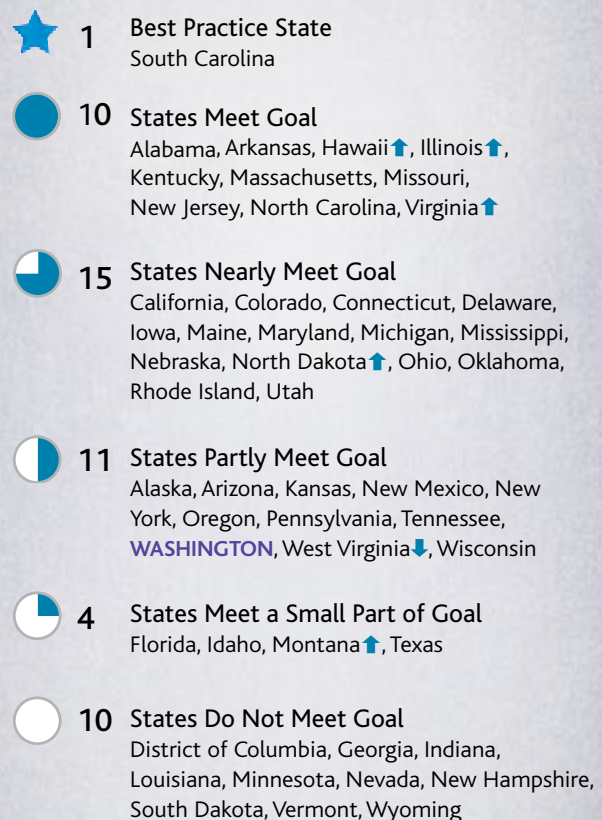 1 Best Practice State
South Carolina
10 States Meet Goal
Alabama, Arkansas, Hawaii⬆, Illinois⬆,
Kentucky, Massachusetts, Missouri,
New Jersey, North Carolina, Virginia⬆
15 States Nearly Meet Goal
California, Colorado, Connecticut, Delaware,
Iowa, Maine, Maryland, Michigan, Mississippi,
Nebraska, North Dakota⬆, Ohio, Oklahoma,
Rhode Island, Utah
11 States Partly Meet Goal
Alaska, Arizona, Kansas, New Mexico, New
York, Oregon, Pennsylvania, Tennessee,
WASHINGTON, West Virginia⬇, Wisconsin
4 States Meet a Small Part of Goal
Florida, Idaho, Montana⬆, Texas
10 States Do Not Meet Goal
District of Columbia, Georgia, Indiana,
Louisiana, Minnesota, Nevada, New Hampshire,
South Dakota, Vermont, Wyoming